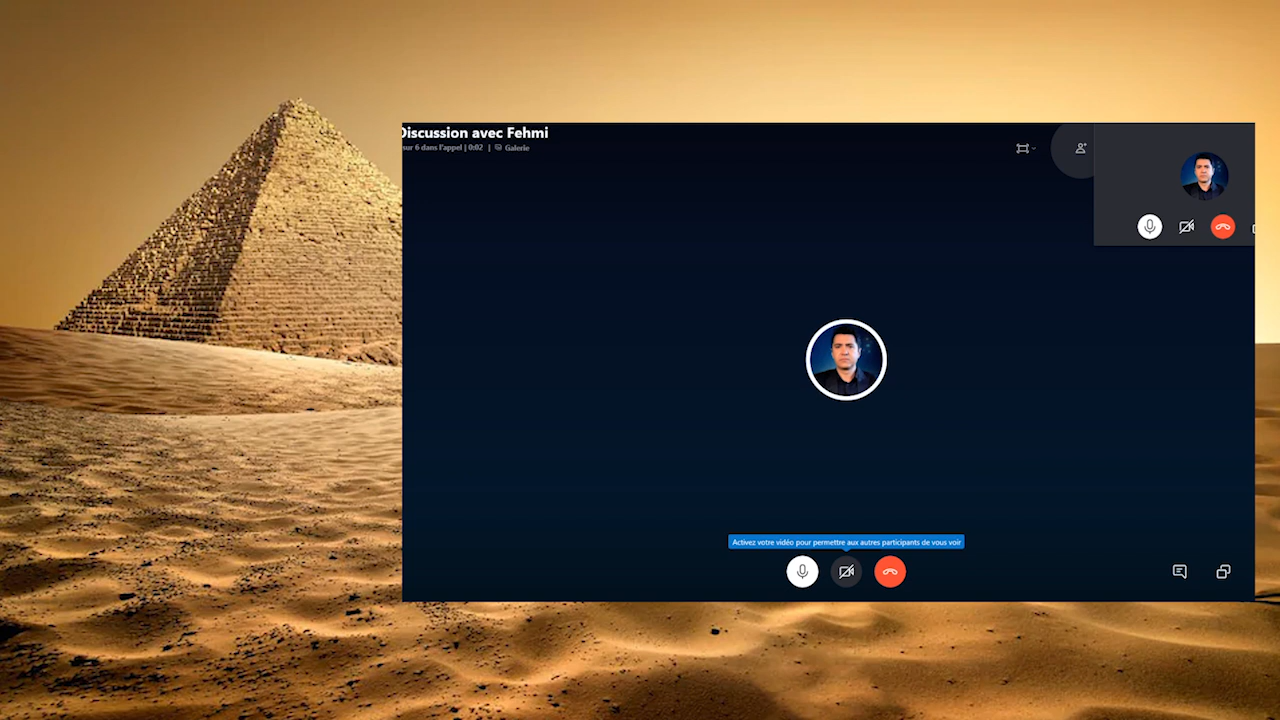 Discussion avec Fehmi
sur 6 dans l'appel | 0:02 | Galerie
Activez votre vidéo pour permettre aux autres participants de vous voir